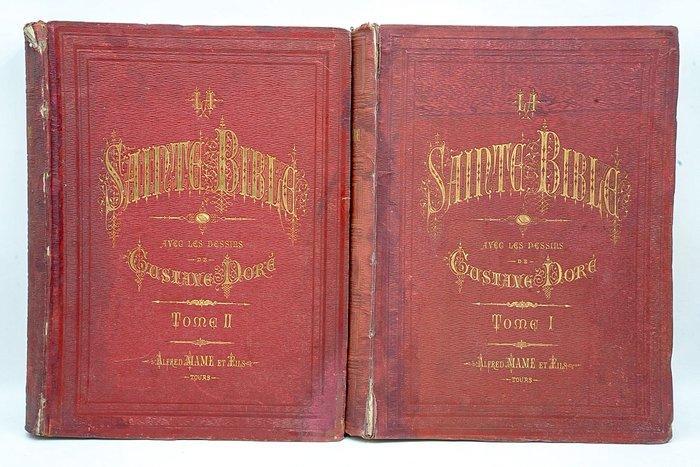 LA
SAINTE BIBLE
AVEC LES DESSINS
DE
GUSTAVE DORÉ
TOME II
ALFRED MAME ET FILS
TOURS
LA
SAINTE BIBLE
AVEC LES DESSINS
DE
GUSTAVE DORÉ
TOME I
ALFRED MAME ET FILS
TOURS